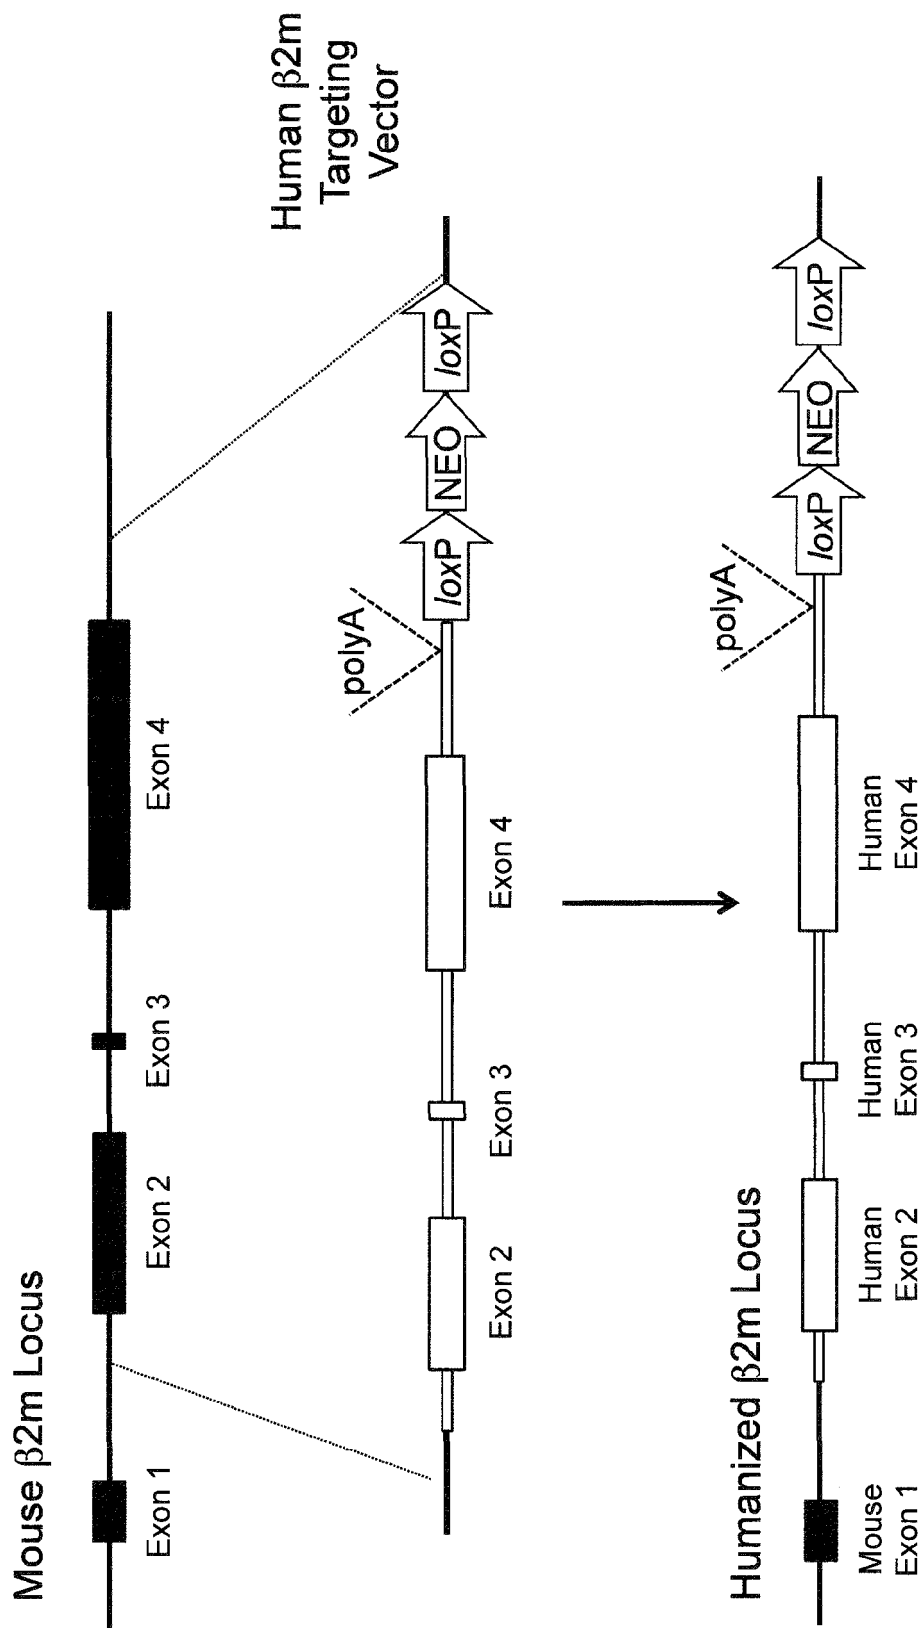 Mouse β2m Locus
Exon 1
Exon 2
Exon 3
Exon 4
Human β2m
Targeting
Vector
Exon 2
Exon 3
Exon 4
polyA
loxP
NEO
loxP
Humanized β2m Locus
Mouse
Exon 1
Human
Exon 2
Human
Exon 3
Human
Exon 4
polyA
loxP
NEO
loxP